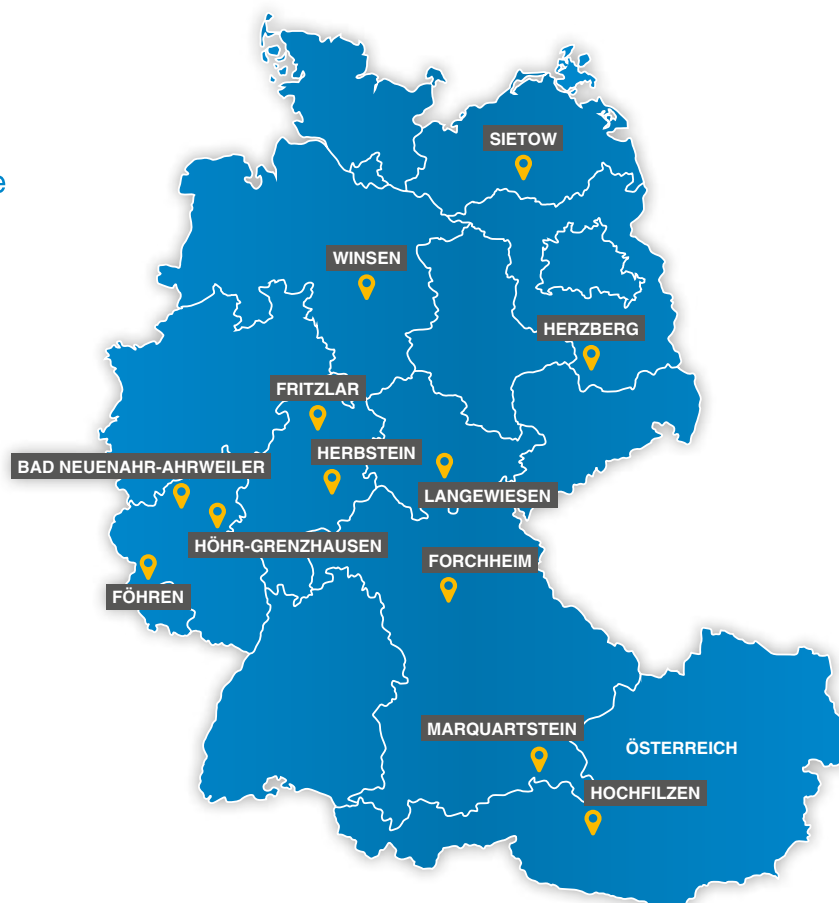 SIETOW
e
WINSEN
HERZBERG
FRITZLAR
HERBSTEIN
BAD NEUENAHR-AHRWEILER
LANGEWIESEN
HÖHR-GRENZHAUSEN
FORCHHEIM
FÖHREN
MARQUARTSTEIN
ÖSTERREICH
HOCHFILZEN